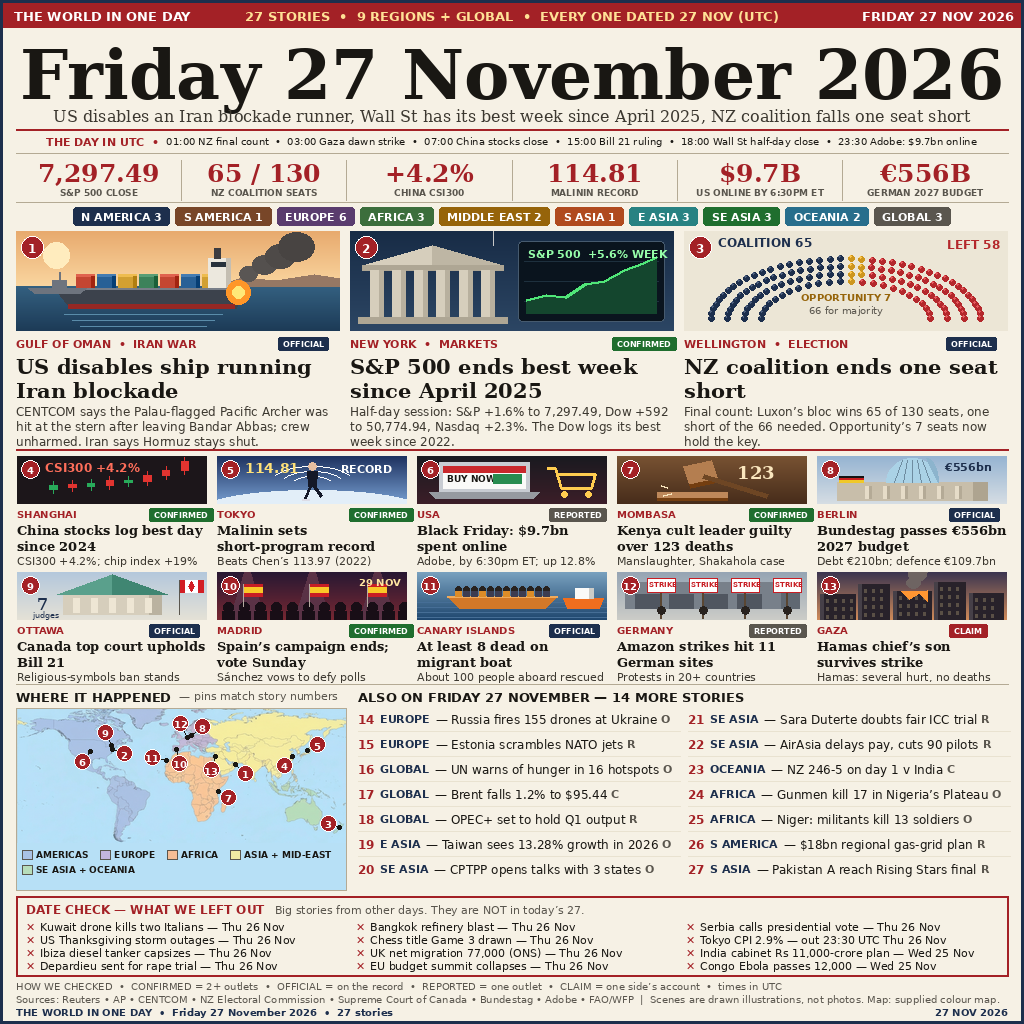 THE WORLD IN ONE DAY
27 STORIES • 9 REGIONS + GLOBAL • EVERY ONE DATED 27 NOV (UTC)
FRIDAY 27 NOV 2026
Friday 27 November 2026
US disables an Iran blockade runner, Wall St has its best week since April 2025, NZ coalition falls one seat short
THE DAY IN UTC • 01:00 NZ final count • 03:00 Gaza dawn strike • 07:00 China stocks close • 15:00 Bill 21 ruling • 18:00 Wall St half-day close • 23:30 Adobe: $9.7bn online
7,297.49
S&P 500 CLOSE
65 / 130
NZ COALITION SEATS
+4.2%
CHINA CSI300
114.81
MALININ RECORD
$9.7B
US ONLINE BY 6:30PM ET
€556B
GERMAN 2027 BUDGET
N AMERICA 3
S AMERICA 1
EUROPE 6
AFRICA 3
MIDDLE EAST 2
S ASIA 1
E ASIA 3
SE ASIA 3
OCEANIA 2
GLOBAL 3
1
GULF OF OMAN • IRAN WAR
OFFICIAL
US disables ship running
Iran blockade
CENTCOM says the Palau-flagged Pacific Archer was
hit at the stern after leaving Bandar Abbas; crew
unharmed. Iran says Hormuz stays shut.
2
S&P 500 +5.6% WEEK
NEW YORK • MARKETS
CONFIRMED
S&P 500 ends best week
since April 2025
Half-day session: S&P +1.6% to 7,297.49, Dow +592
to 50,774.94, Nasdaq +2.3%. The Dow logs its best
week since 2022.
3
COALITION 65
LEFT 58
OPPORTUNITY 7
66 for majority
WELLINGTON • ELECTION
OFFICIAL
NZ coalition ends one seat
short
Final count: Luxon's bloc wins 65 of 130 seats, one
short of the 66 needed. Opportunity's 7 seats now
hold the key.
4
CSI300 +4.2%
SHANGHAI
CONFIRMED
China stocks log best day
since 2024
CSI300 +4.2%; chip index +19%
5
114.81
RECORD
TOKYO
CONFIRMED
Malinin sets
short-program record
Beats Chen's 113.97 (2022)
6
BUY NOW
USA
REPORTED
Black Friday: $9.7bn
spent online
Adobe, by 6:30pm ET; up 12.8%
7
123
MOMBASA
CONFIRMED
Kenya cult leader guilty
over 123 deaths
Manslaughter, Shakahola case
8
€556bn
BERLIN
OFFICIAL
Bundestag passes €556bn
2027 budget
Debt €210bn; defence €109.7bn
9
7
judges
OTTAWA
OFFICIAL
Canada top court upholds
Bill 21
Religious-symbols ban stands
10
29 NOV
MADRID
CONFIRMED
Spain's campaign ends;
vote Sunday
Sánchez vows to defy polls
11
CANARY ISLANDS
OFFICIAL
At least 8 dead on
migrant boat
About 100 people aboard rescued
12
STRIKE
STRIKE
STRIKE
STRIKE
GERMANY
REPORTED
Amazon strikes hit 11
German sites
Protests in 20+ countries
13
GAZA
CLAIM
Hamas chief's son
survives strike
Hamas: several hurt, no deaths
WHERE IT HAPPENED — pins match story numbers
12
8
9
5
2
6
11
10
13
1
4
7
3
AMERICAS
EUROPE
AFRICA
ASIA + MID-EAST
SE ASIA + OCEANIA
ALSO ON FRIDAY 27 NOVEMBER — 14 MORE STORIES
14 EUROPE — Russia fires 155 drones at Ukraine O
15 EUROPE — Estonia scrambles NATO jets R
16 GLOBAL — UN warns of hunger in 16 hotspots O
17 GLOBAL — Brent falls 1.2% to $95.44 C
18 GLOBAL — OPEC+ set to hold Q1 output R
19 E ASIA — Taiwan sees 13.28% growth in 2026 O
20 SE ASIA — CPTPP opens talks with 3 states O
21 SE ASIA — Sara Duterte doubts fair ICC trial R
22 SE ASIA — AirAsia delays pay, cuts 90 pilots R
23 OCEANIA — NZ 246-5 on day 1 v India C
24 AFRICA — Gunmen kill 17 in Nigeria's Plateau O
25 AFRICA — Niger: militants kill 13 soldiers O
26 S AMERICA — $18bn regional gas-grid plan R
27 S ASIA — Pakistan A reach Rising Stars final R
DATE CHECK — WHAT WE LEFT OUT Big stories from other days. They are NOT in today's 27.
× Kuwait drone kills two Italians — Thu 26 Nov
× US Thanksgiving storm outages — Thu 26 Nov
× Ibiza diesel tanker capsizes — Thu 26 Nov
× Depardieu sent for rape trial — Thu 26 Nov
× Bangkok refinery blast — Thu 26 Nov
× Chess title Game 3 drawn — Thu 26 Nov
× UK net migration 77,000 (ONS) — Thu 26 Nov
× EU budget summit collapses — Thu 26 Nov
× Serbia calls presidential vote — Thu 26 Nov
× Tokyo CPI 2.9% — out 23:30 UTC Thu 26 Nov
× India cabinet Rs 11,000-crore plan — Wed 25 Nov
× Congo Ebola passes 12,000 — Wed 25 Nov
HOW WE CHECKED • CONFIRMED = 2+ outlets • OFFICIAL = on the record • REPORTED = one outlet • CLAIM = one side's account • times in UTC
Sources: Reuters • AP • CENTCOM • NZ Electoral Commission • Supreme Court of Canada • Bundestag • Adobe • FAO/WFP | Scenes are drawn illustrations, not photos. Map: supplied colour map.
THE WORLD IN ONE DAY • Friday 27 November 2026 • 27 stories
27 NOV 2026